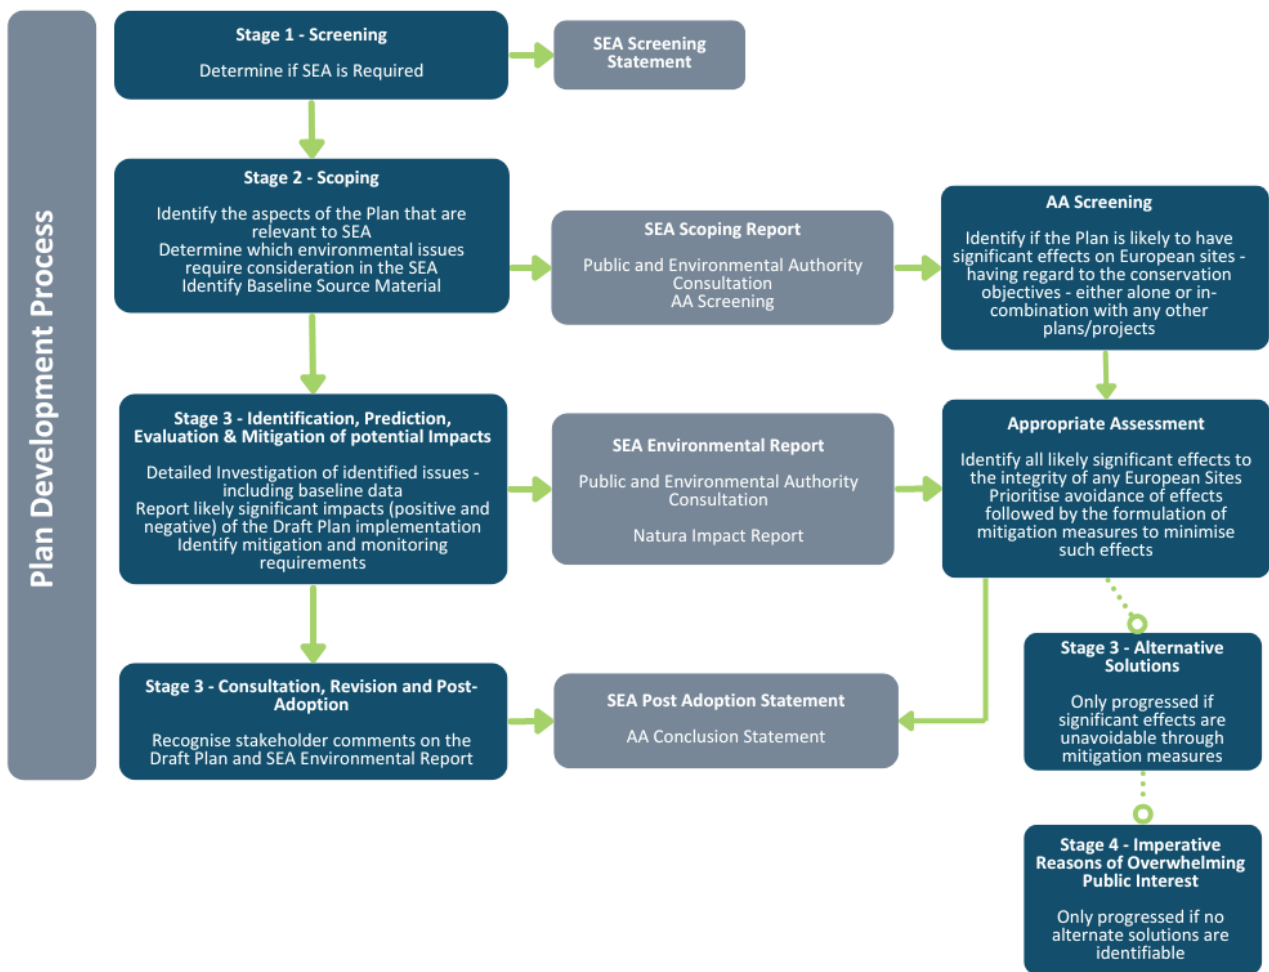 Plan Development Process
Stage 1 - Screening
Determine if SEA is Required
SEA Screening
Statement
Stage 2 - Scoping
Identify the aspects of the Plan that are
relevant to SEA
Determine which environmental issues
require consideration in the SEA
Identify Baseline Source Material
SEA Scoping Report
Public and Environmental Authority
Consultation
AA Screening
AA Screening
Identify if the Plan is likely to have
significant effects on European sites -
having regard to the conservation
objectives - either alone or in-
combination with any other
plans/projects
Stage 3 - Identification, Prediction,
Evaluation & Mitigation of potential Impacts
Detailed Investigation of identified issues -
including baseline data
Report likely significant impacts (positive and
negative) of the Draft Plan implementation
Identify mitigation and monitoring
requirements
SEA Environmental Report
Public and Environmental Authority
Consultation
Natura Impact Report
Appropriate Assessment
Identify all likely significant effects to
the integrity of any European Sites
Prioritise avoidance of effects
followed by the formulation of
mitigation measures to minimise
such effects
Stage 3 - Consultation, Revision and Post-
Adoption
Recognise stakeholder comments on the
Draft Plan and SEA Environmental Report
SEA Post Adoption Statement
AA Conclusion Statement
Stage 3 - Alternative
Solutions
Only progressed if
significant effects are
unavoidable through
mitigation measures
Stage 4 - Imperative
Reasons of Overwhelming
Public Interest
Only progressed if no
alternate solutions are
identifiable